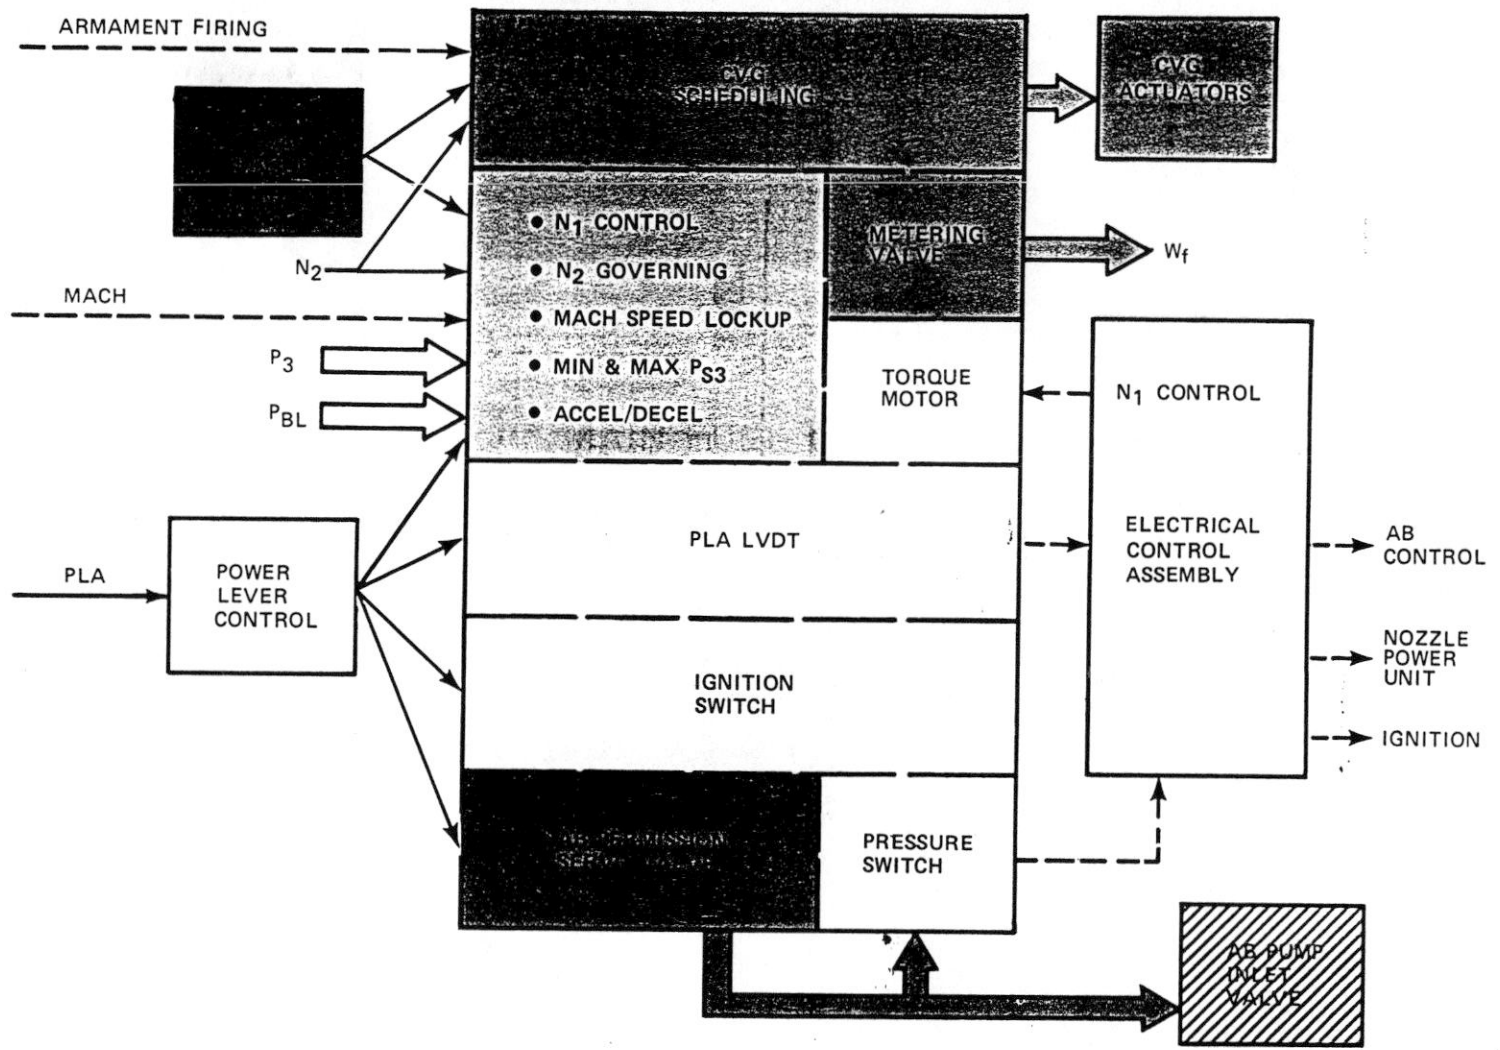 ARMAMENT FIRING
CVG
SCHEDULING
CVG
ACTUATORS
N2
MACH
P3
PBL
• N1 CONTROL
• N2 GOVERNING
• MACH SPEED LOCKUP
• MIN & MAX PS3
• ACCEL/DECEL
METERING
VALVE
Wf
TORQUE
MOTOR
N1 CONTROL
ELECTRICAL
CONTROL
ASSEMBLY
PLA
POWER
LEVER
CONTROL
PLA LVDT
IGNITION
SWITCH
AB
CONTROL
NOZZLE
POWER
UNIT
IGNITION
PRESSURE
SWITCH
AB PUMP
INLET
VALVE